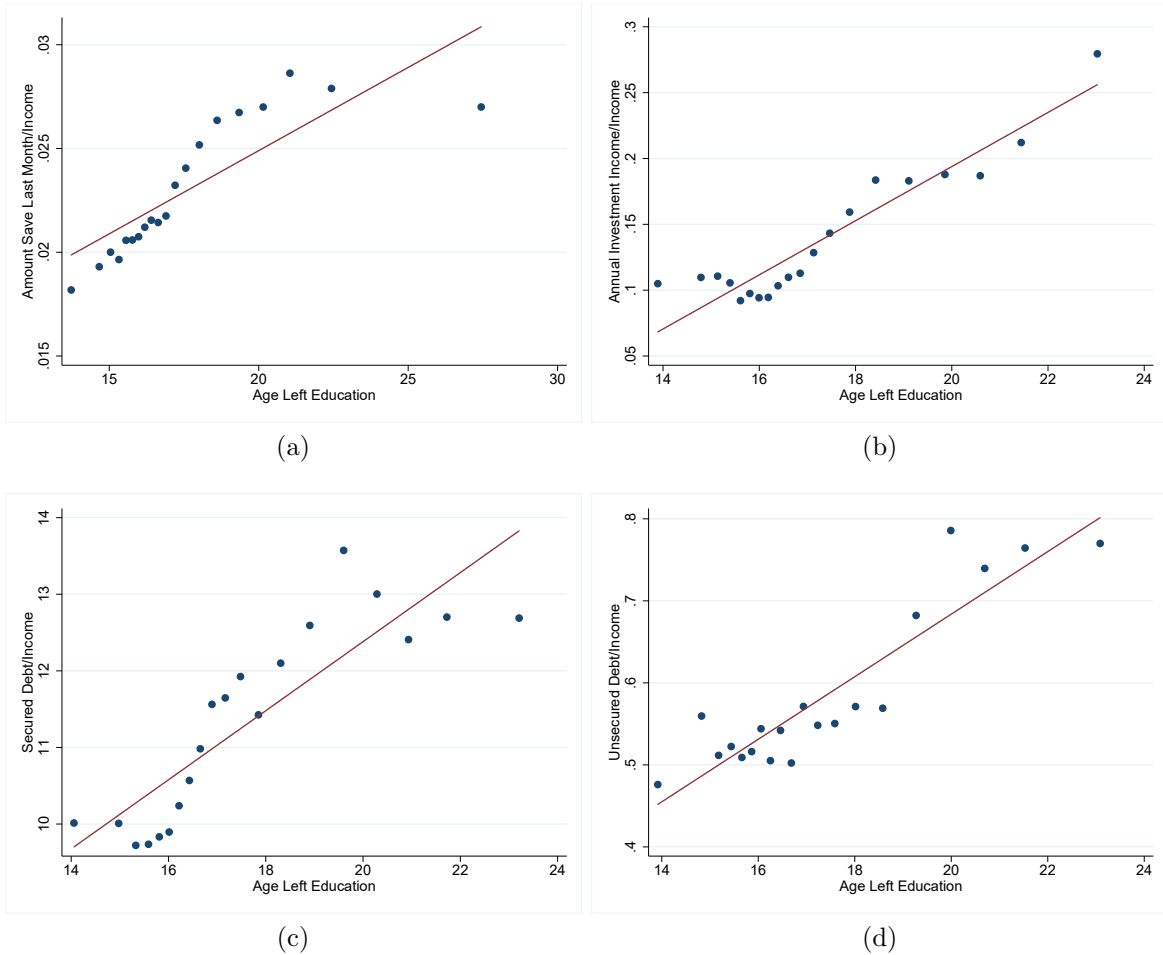 Amount Save Last Month/Income
.03
.025
.02
.015
15 20 25 30
Age Left Education
(a)
Annual Investment Income/Income
.3
.25
.2
.15
.1
.05
14 16 18 20 22 24
Age Left Education
(b)
Secured Debt/Income
14
13
12
11
10
14 16 18 20 22 24
Age Left Education
(c)
Unsecured Debt/Income
.8
.7
.6
.5
.4
14 16 18 20 22 24
Age Left Education
(d)